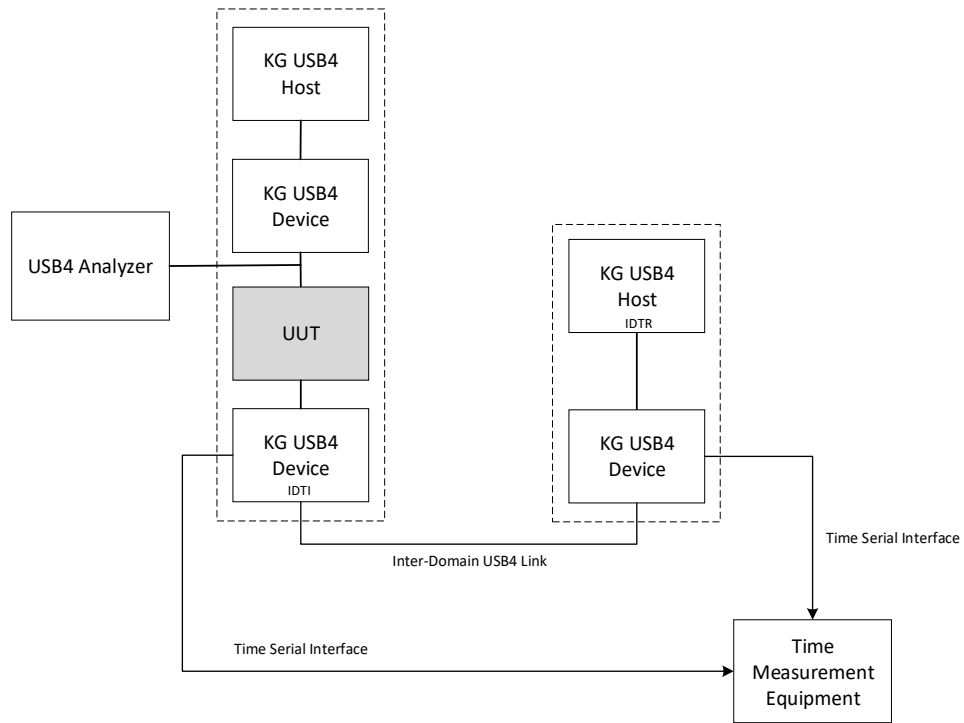 KG USB4
Host
KG USB4
Device
USB4 Analyzer
UUT
KG USB4
Device
IDTI
KG USB4
Host
IDTR
KG USB4
Device
Inter-Domain USB4 Link
Time Serial Interface
Time Serial Interface
Time
Measurement
Equipment